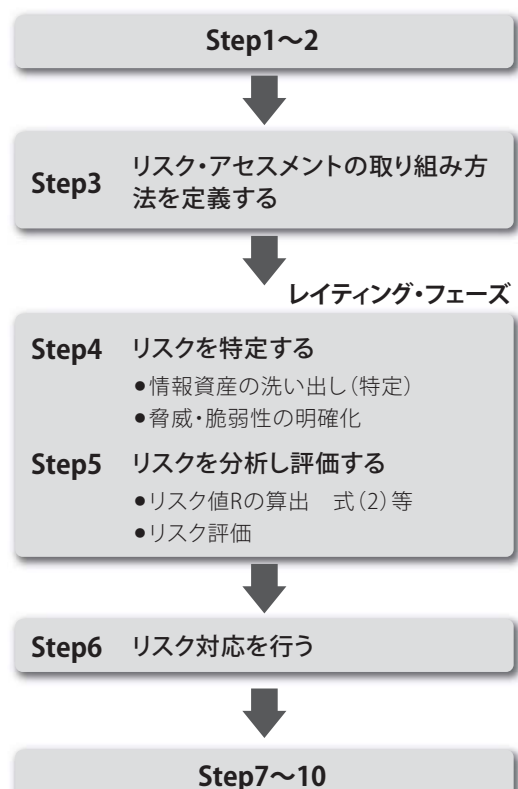 Step1～2
Step3 リスク・アセスメントの取り組み方
法を定義する
レイティング・フェーズ
Step4 リスクを特定する
●情報資産の洗い出し（特定）
●脅威・脆弱性の明確化
Step5 リスクを分析し評価する
●リスク値Rの算出　式（2）等
●リスク評価
Step6 リスク対応を行う
Step7～10